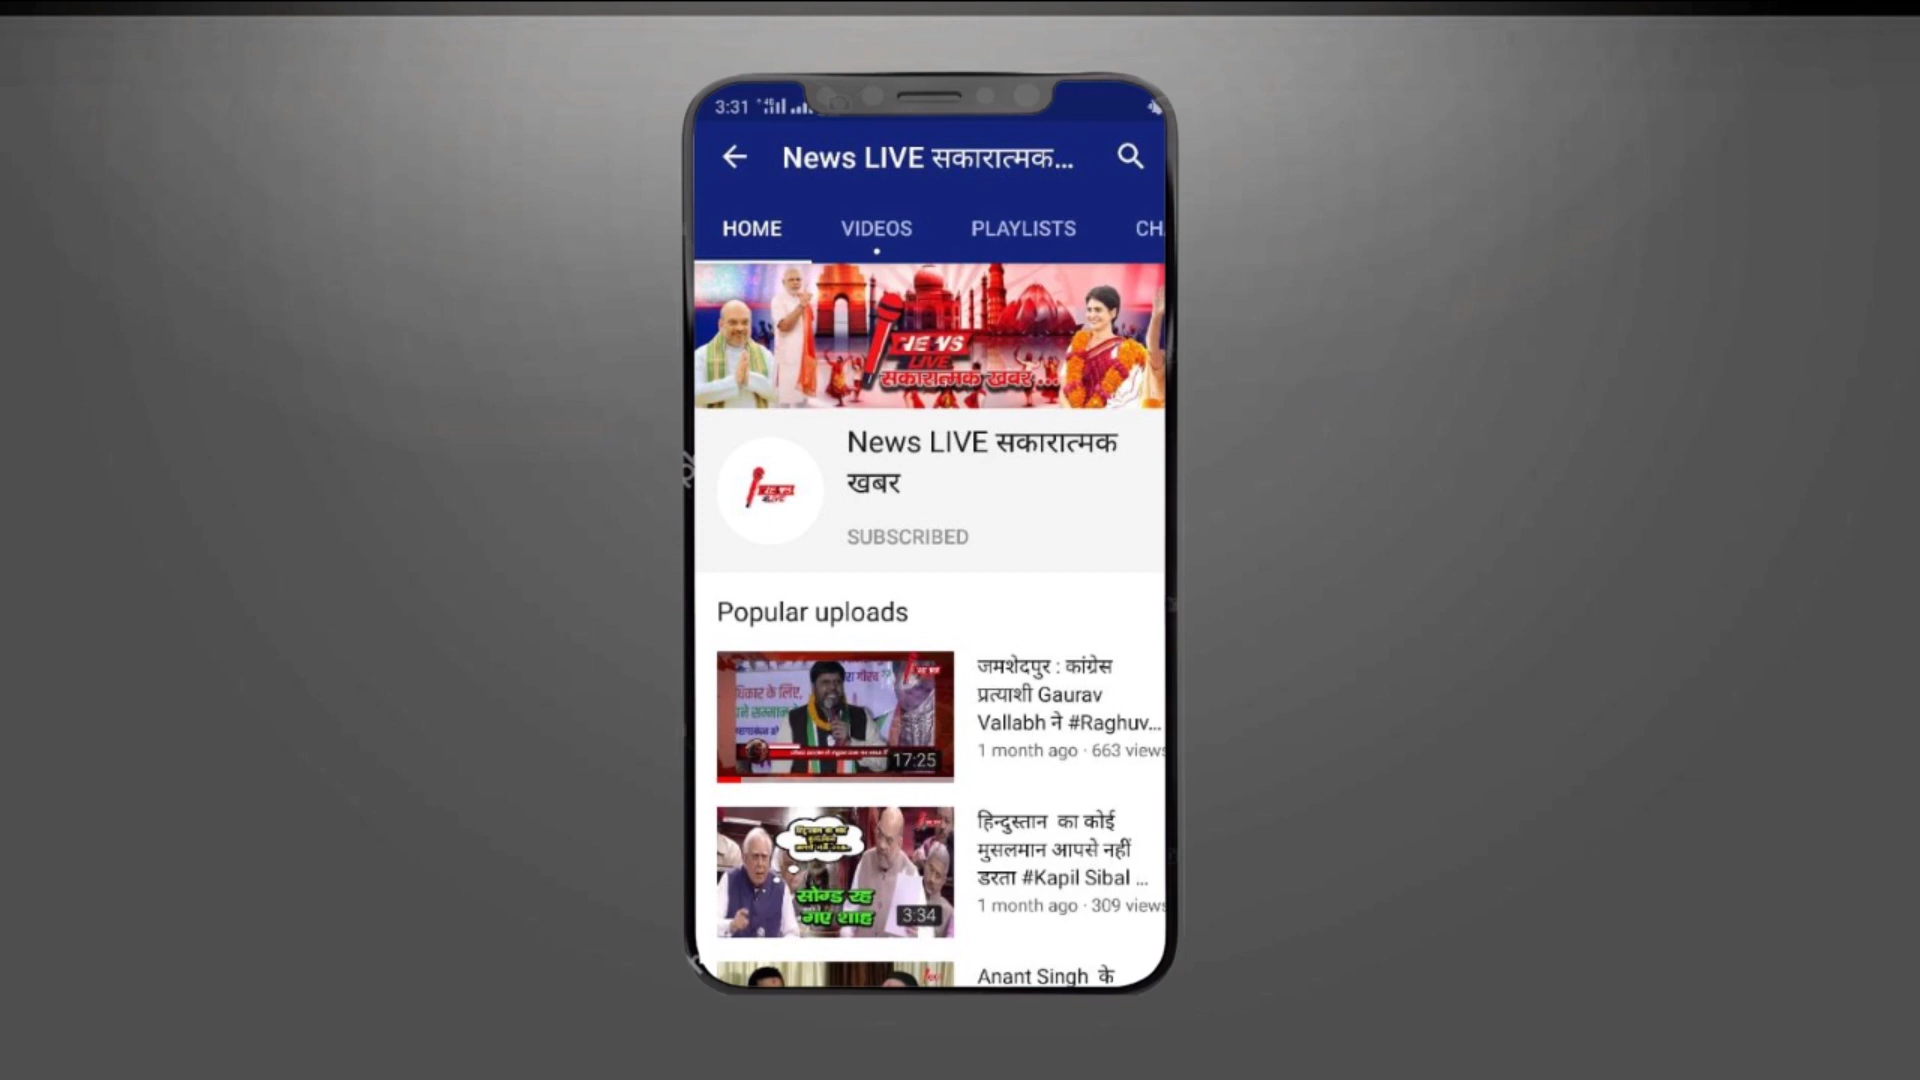 3:31
News LIVE सकारात्मक...
HOME VIDEOS PLAYLISTS CH
NEWS
LIVE
सकारात्मक खबर...
News LIVE सकारात्मक
खबर
SUBSCRIBED
Popular uploads
जमशेदपुर : कांग्रेस
प्रत्याशी Gaurav
Vallabh ने #Raghuv...
1 month ago · 663 views
धिकार के लिए,
17:25
हिन्दुस्तान का कोई
मुसलमान आपसे नहीं
डरता #Kapil Sibal ...
1 month ago · 309 views
गए शाह
3:34
Anant Singh के